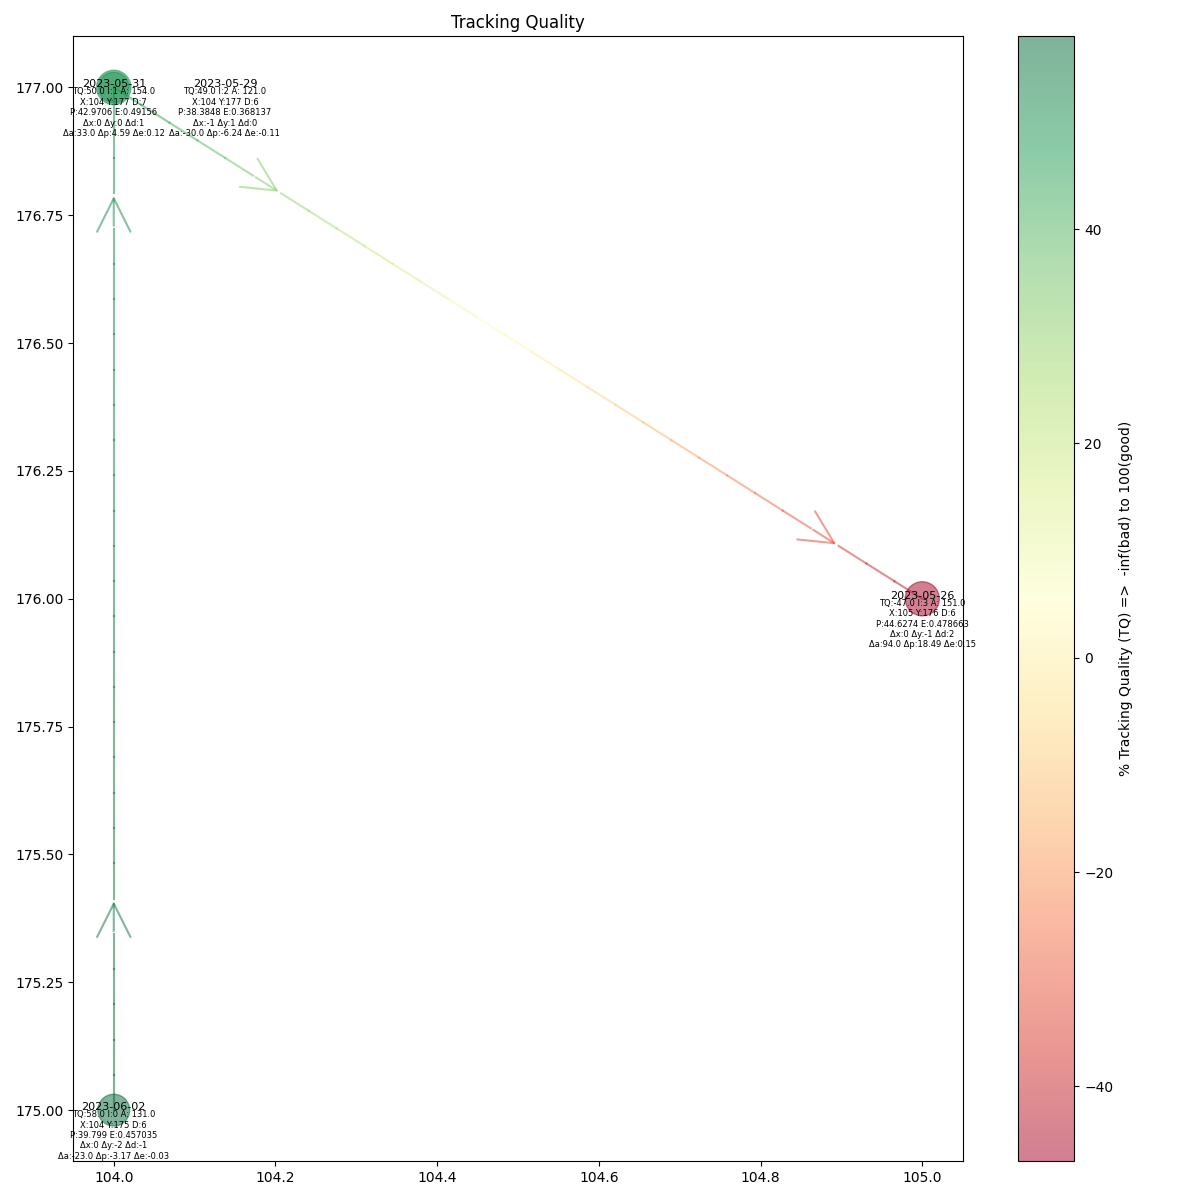 Tracking Quality
177.00
176.75
176.50
176.25
176.00
175.75
175.50
175.25
175.00
2023-05-31
TQ:50.0 I:1 A: 154.0
X:104 Y:177 D:7
P:42.9706 E:0.49156
Δx:0 Δy:0 Δd:1
Δa:33.0 Δp:4.59 Δe:0.12
2023-05-29
TQ:49.0 I:2 A: 121.0
X:104 Y:177 D:6
P:38.3848 E:0.368137
Δx:-1 Δy:1 Δd:0
Δa:-30.0 Δp:-6.24 Δe:-0.11
2023-05-26
TQ:-47.0 I:3 A: 151.0
X:105 Y:176 D:6
P:44.6274 E:0.478663
Δx:0 Δy:-1 Δd:2
Δa:94.0 Δp:18.49 Δe:0.15
2023-06-02
TQ:58.0 I:0 A: 131.0
X:104 Y:175 D:6
P:39.799 E:0.457035
Δx:0 Δy:-2 Δd:-1
Δa:-23.0 Δp:-3.17 Δe:-0.03
104.0 104.2 104.4 104.6 104.8 105.0
40
20
0
−20
−40
% Tracking Quality (TQ) => -inf(bad) to 100(good)